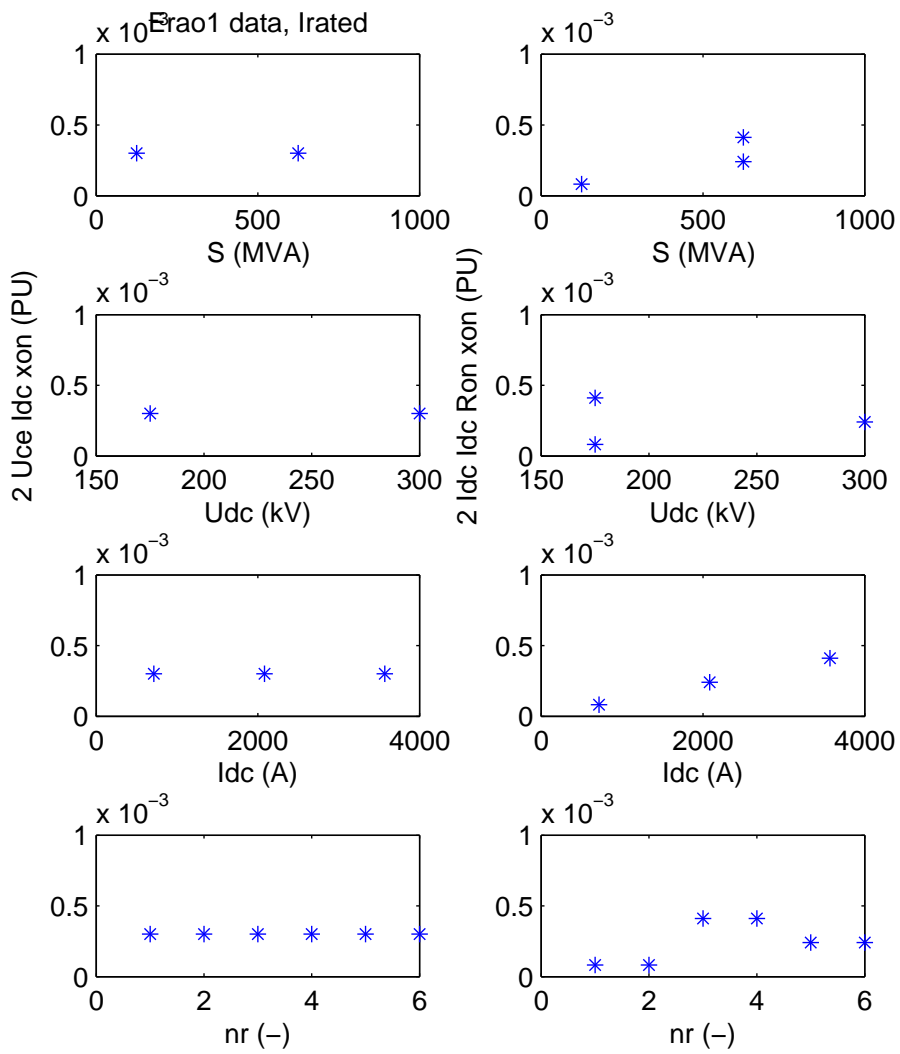 Erao1 data, Irated
x 10−3
x 10−3
1
0.5
0
0 500 1000
S (MVA)
1
0.5
0
0 500 1000
S (MVA)
2 Uce Idc xon (PU)
2 Idc Idc Ron xon (PU)
x 10−3
1
0.5
0
150 200 250 300
Udc (kV)
x 10−3
1
0.5
0
150 200 250 300
Udc (kV)
x 10−3
1
0.5
0
0 2000 4000
Idc (A)
x 10−3
1
0.5
0
0 2000 4000
Idc (A)
x 10−3
1
0.5
0
0 2 4 6
nr (−)
x 10−3
1
0.5
0
0 2 4 6
nr (−)